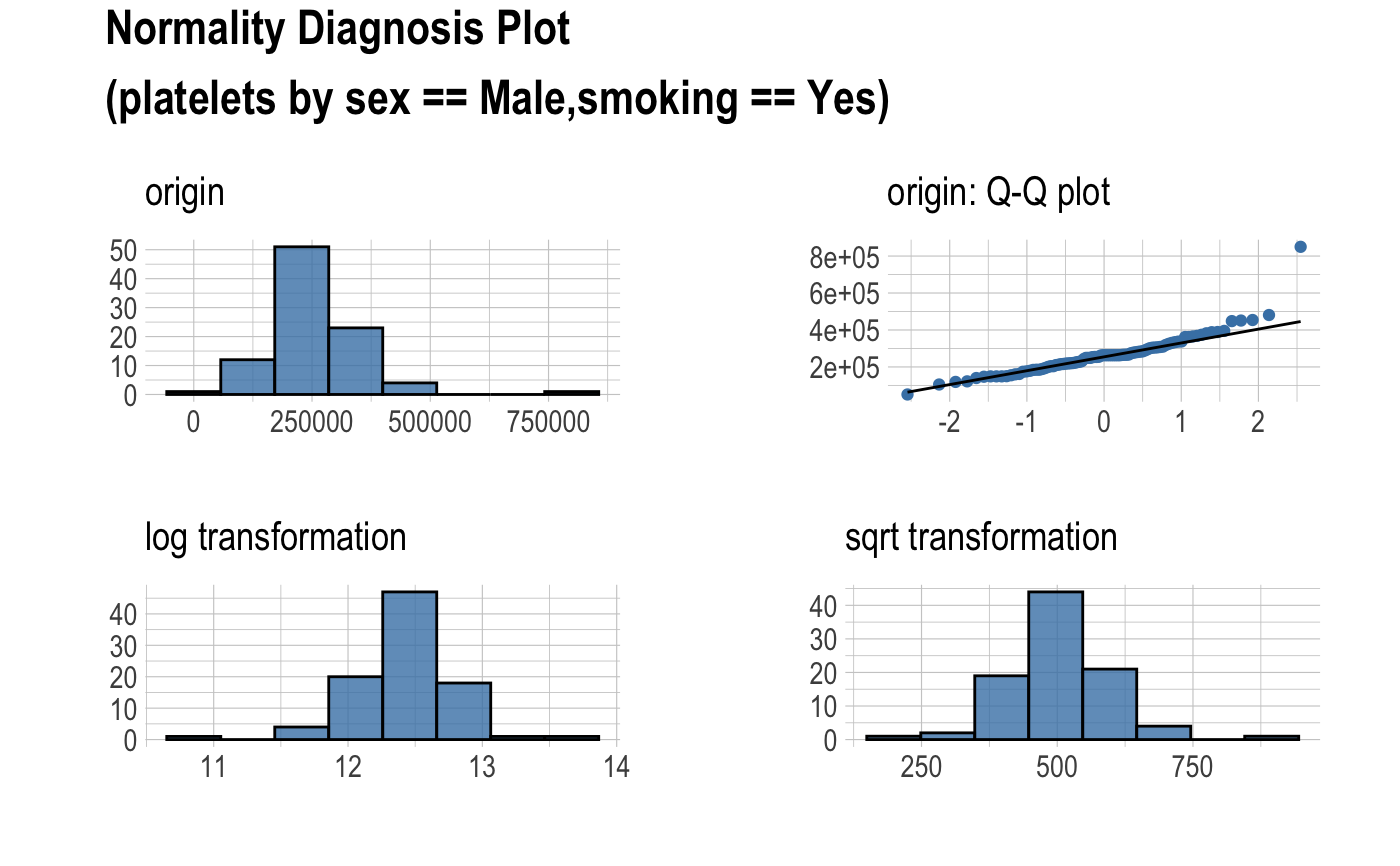 Normality Diagnosis Plot
(platelets by sex == Male,smoking == Yes)
origin
50
40
30
20
10
0
0 250000 500000 750000
origin: Q-Q plot
8e+05
6e+05
4e+05
2e+05
-2 -1 0 1 2
log transformation
40
30
20
10
0
11 12 13 14
sqrt transformation
40
30
20
10
0
250 500 750